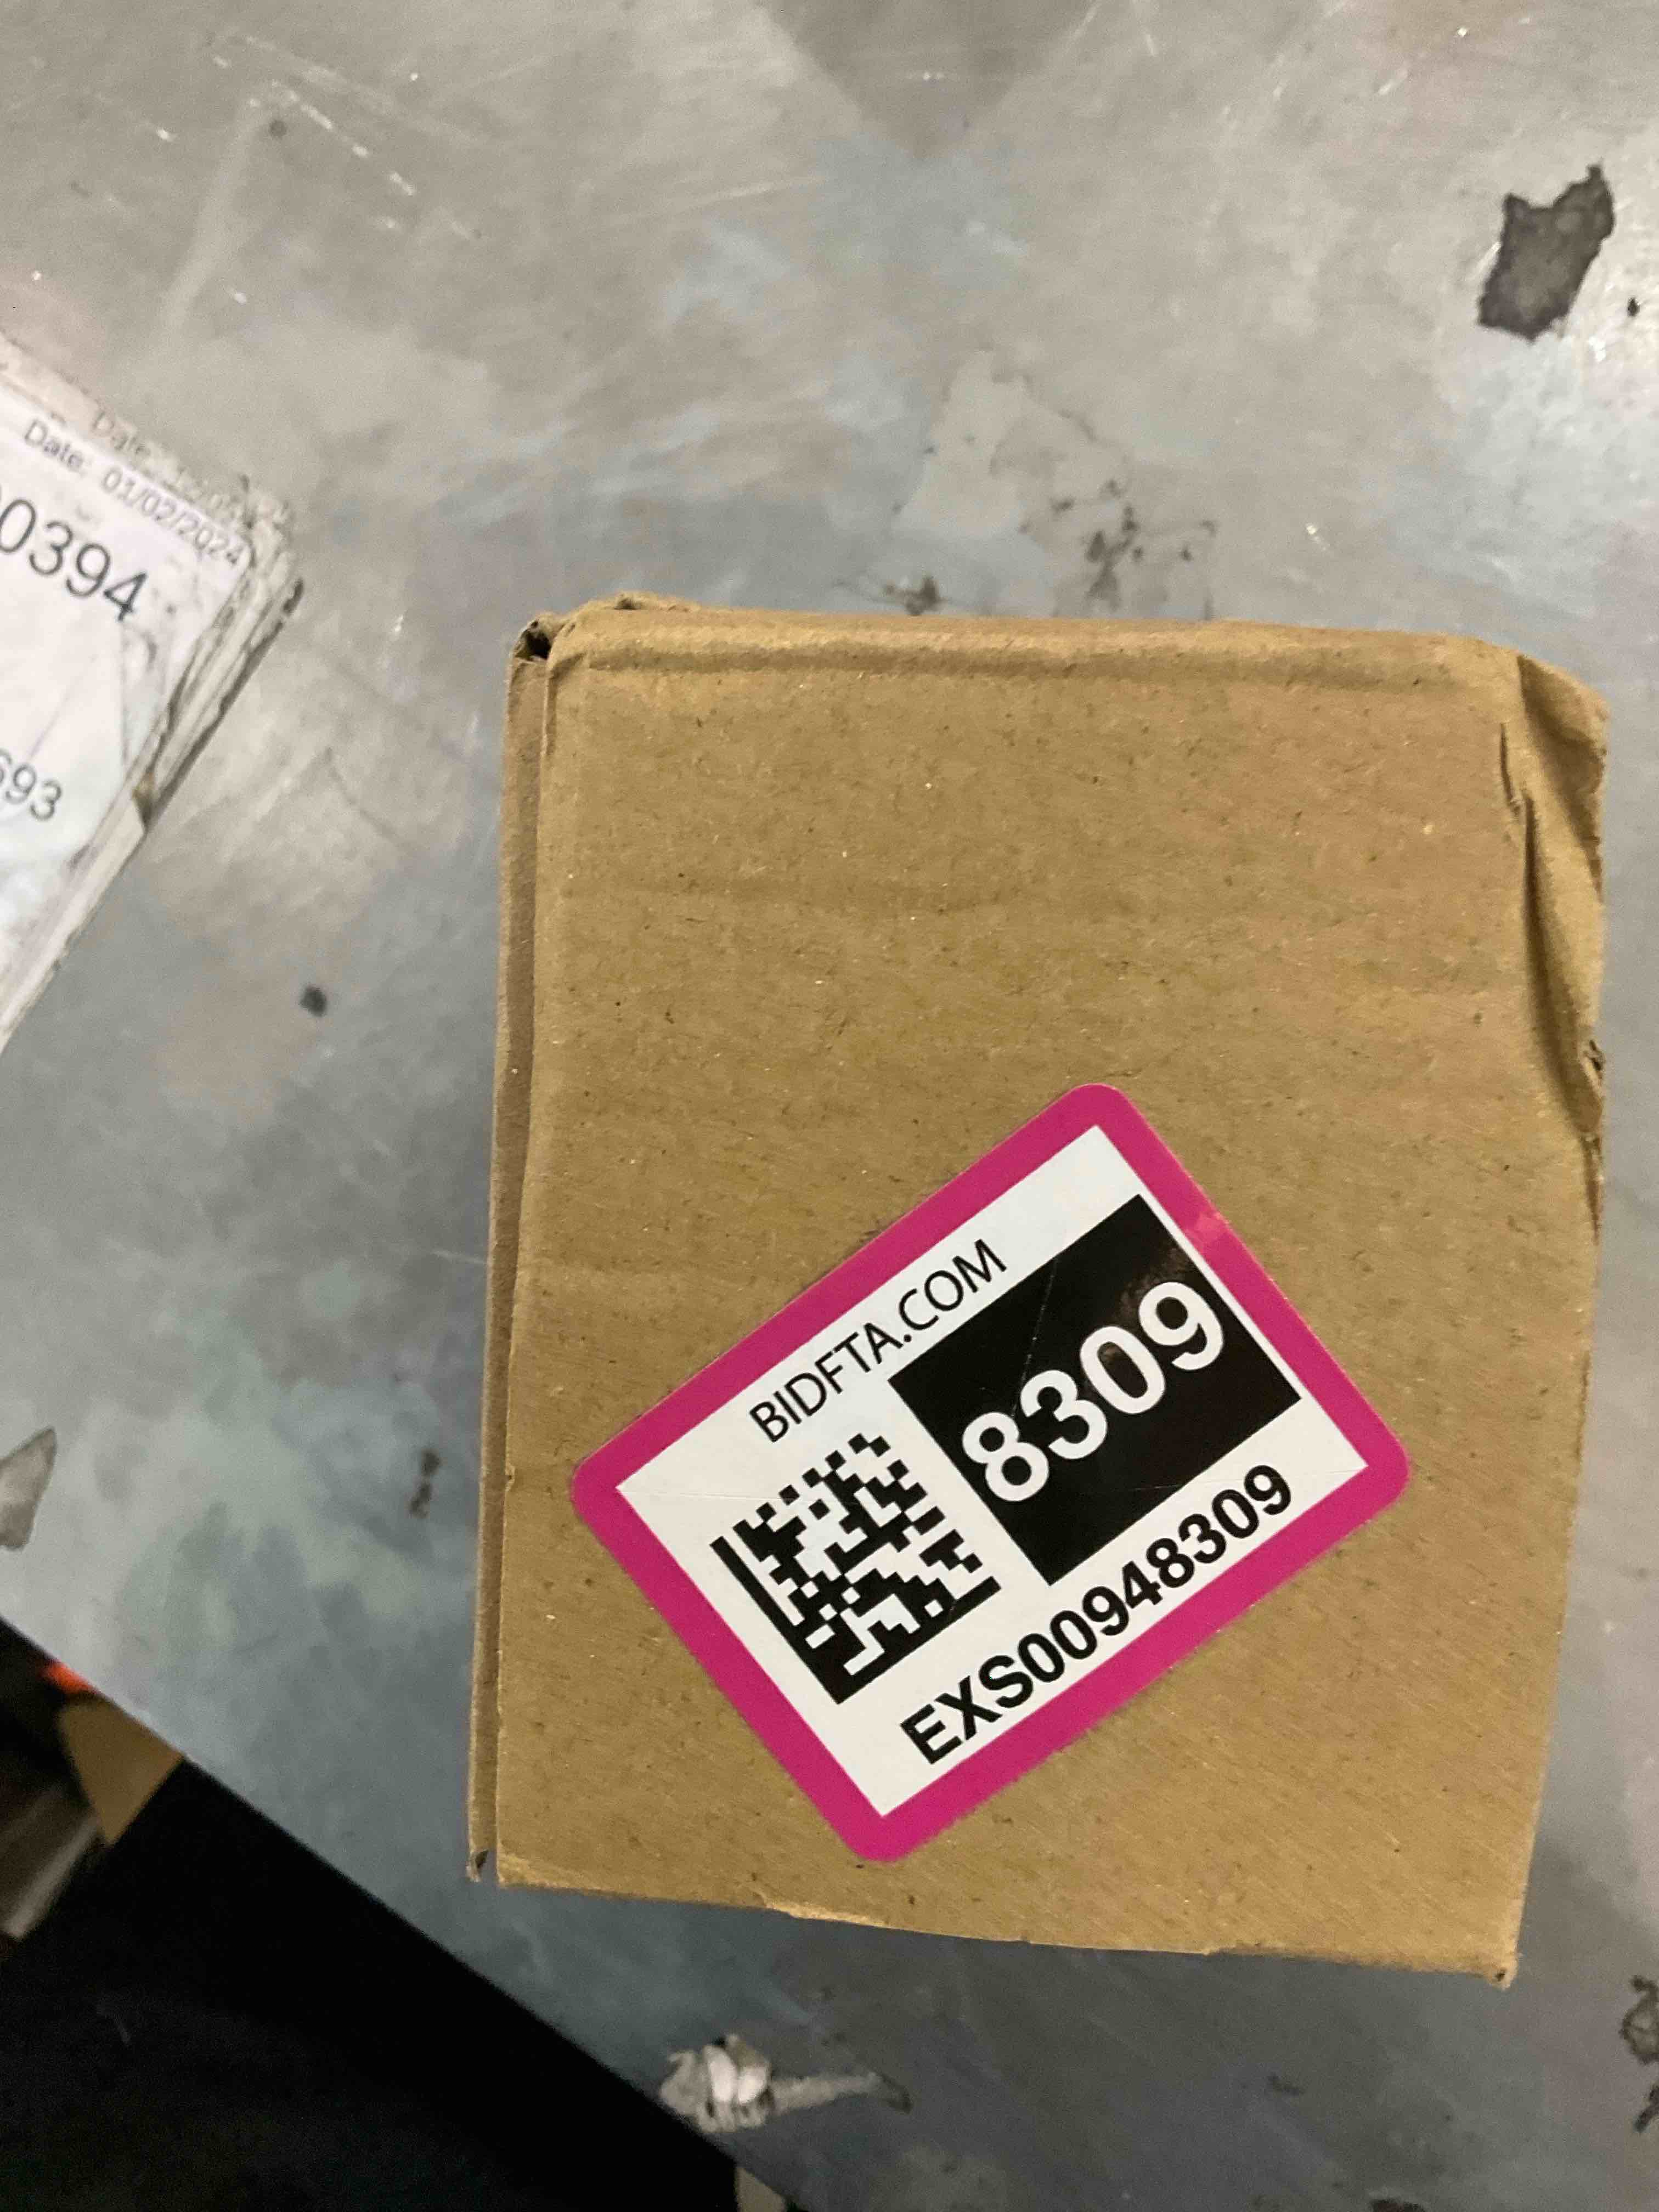 Date: 01/02/2024
0394
693
BIDFTA.COM
8309
EXS00948309